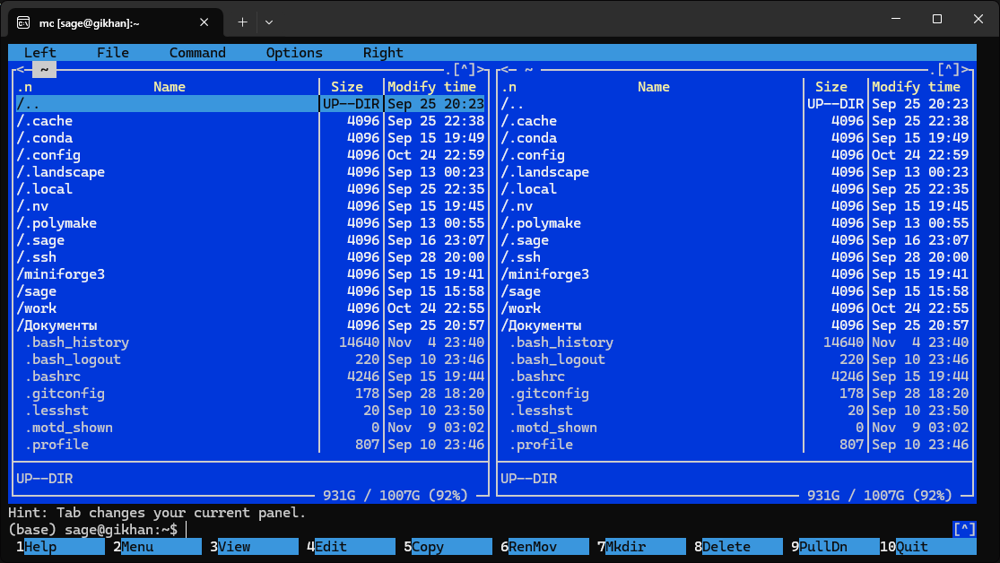 mc [sage@gikhan]:~
Left File Command Options Right
<— ~ .[^]> <— ~ .[^]>
.n Name Size Modify time .n Name Size Modify time
/.. UP--DIR Sep 25 20:23 /.. UP--DIR Sep 25 20:23
/.cache 4096 Sep 25 22:38 /.cache 4096 Sep 25 22:38
/.conda 4096 Sep 15 19:49 /.conda 4096 Sep 15 19:49
/.config 4096 Oct 24 22:59 /.config 4096 Oct 24 22:59
/.landscape 4096 Sep 13 00:23 /.landscape 4096 Sep 13 00:23
/.local 4096 Sep 25 22:35 /.local 4096 Sep 25 22:35
/.nv 4096 Sep 15 19:45 /.nv 4096 Sep 15 19:45
/.polymake 4096 Sep 13 00:55 /.polymake 4096 Sep 13 00:55
/.sage 4096 Sep 16 23:07 /.sage 4096 Sep 16 23:07
/.ssh 4096 Sep 28 20:00 /.ssh 4096 Sep 28 20:00
/miniforge3 4096 Sep 15 19:41 /miniforge3 4096 Sep 15 19:41
/sage 4096 Sep 15 15:58 /sage 4096 Sep 15 15:58
/work 4096 Oct 24 22:55 /work 4096 Oct 24 22:55
/Документы 4096 Sep 25 20:57 /Документы 4096 Sep 25 20:57
.bash_history 14640 Nov 4 23:40 .bash_history 14640 Nov 4 23:40
.bash_logout 220 Sep 10 23:46 .bash_logout 220 Sep 10 23:46
.bashrc 4246 Sep 15 19:44 .bashrc 4246 Sep 15 19:44
.gitconfig 178 Sep 28 18:20 .gitconfig 178 Sep 28 18:20
.lesshst 20 Sep 10 23:50 .lesshst 20 Sep 10 23:50
.motd_shown 0 Nov 9 03:02 .motd_shown 0 Nov 9 03:02
.profile 807 Sep 10 23:46 .profile 807 Sep 10 23:46
UP--DIR UP--DIR
931G / 1007G (92%) 931G / 1007G (92%)
Hint: Tab changes your current panel.
(base) sage@gikhan:~$ [^]
1Help 2Menu 3View 4Edit 5Copy 6RenMov 7Mkdir 8Delete 9PullDn 10Quit